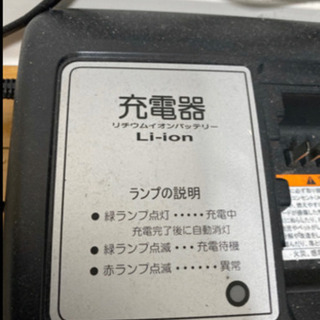 充電器
リチウムイオンバッテリー
Li-ion
ランプの説明
● 緑ランプ点灯・・・・・充電中
充電完了後に自動消灯
● 緑ランプ点滅・・・充電待機
● 赤ランプ点滅・・・・・・異常